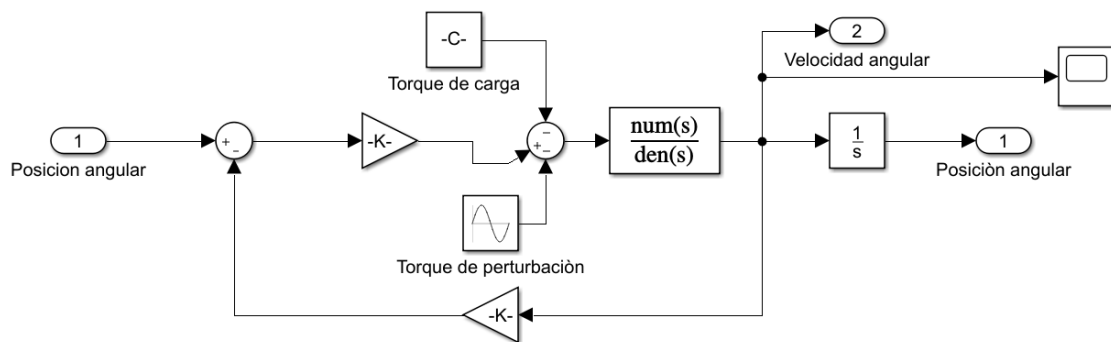 2
Velocidad angular
-C-
Torque de carga
1
Posicion angular
+
-
-K-
-
+
-
num(s)
den(s)
1
s
1
Posiciòn angular
Torque de perturbaciòn
-K-